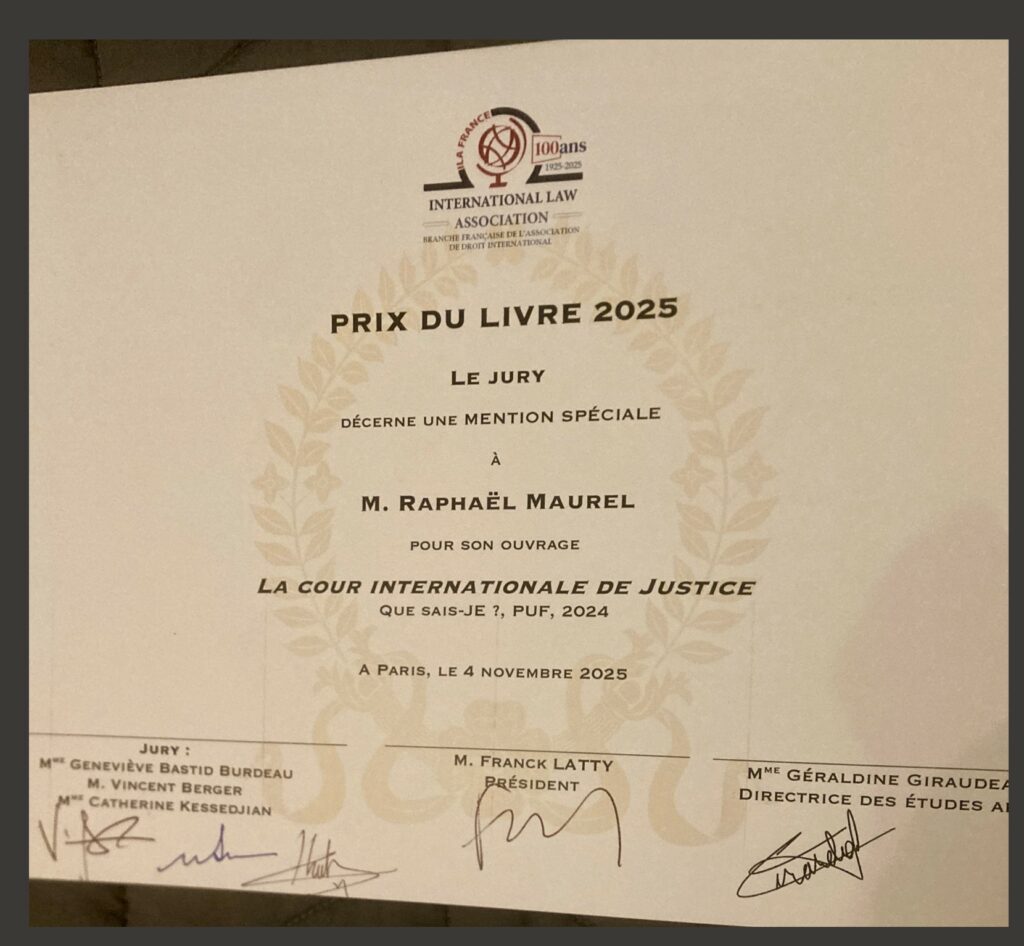 ILA FRANCE
100ans
1925-2025
INTERNATIONAL LAW
ASSOCIATION
BRANCHE FRANÇAISE DE L'ASSOCIATION
DE DROIT INTERNATIONAL
PRIX DU LIVRE 2025
LE JURY
DÉCERNE UNE MENTION SPÉCIALE
À
M. RAPHAËL MAUREL
POUR SON OUVRAGE
LA COUR INTERNATIONALE DE JUSTICE
QUE SAIS-JE ?, PUF, 2024
A PARIS, LE 4 NOVEMBRE 2025
JURY :
MME GENEVIÈVE BASTID BURDEAU
M. VINCENT BERGER
MME CATHERINE KESSEDJIAN
M. FRANCK LATTY
PRÉSIDENT
MME GÉRALDINE GIRAUDEA
DIRECTRICE DES ÉTUDES